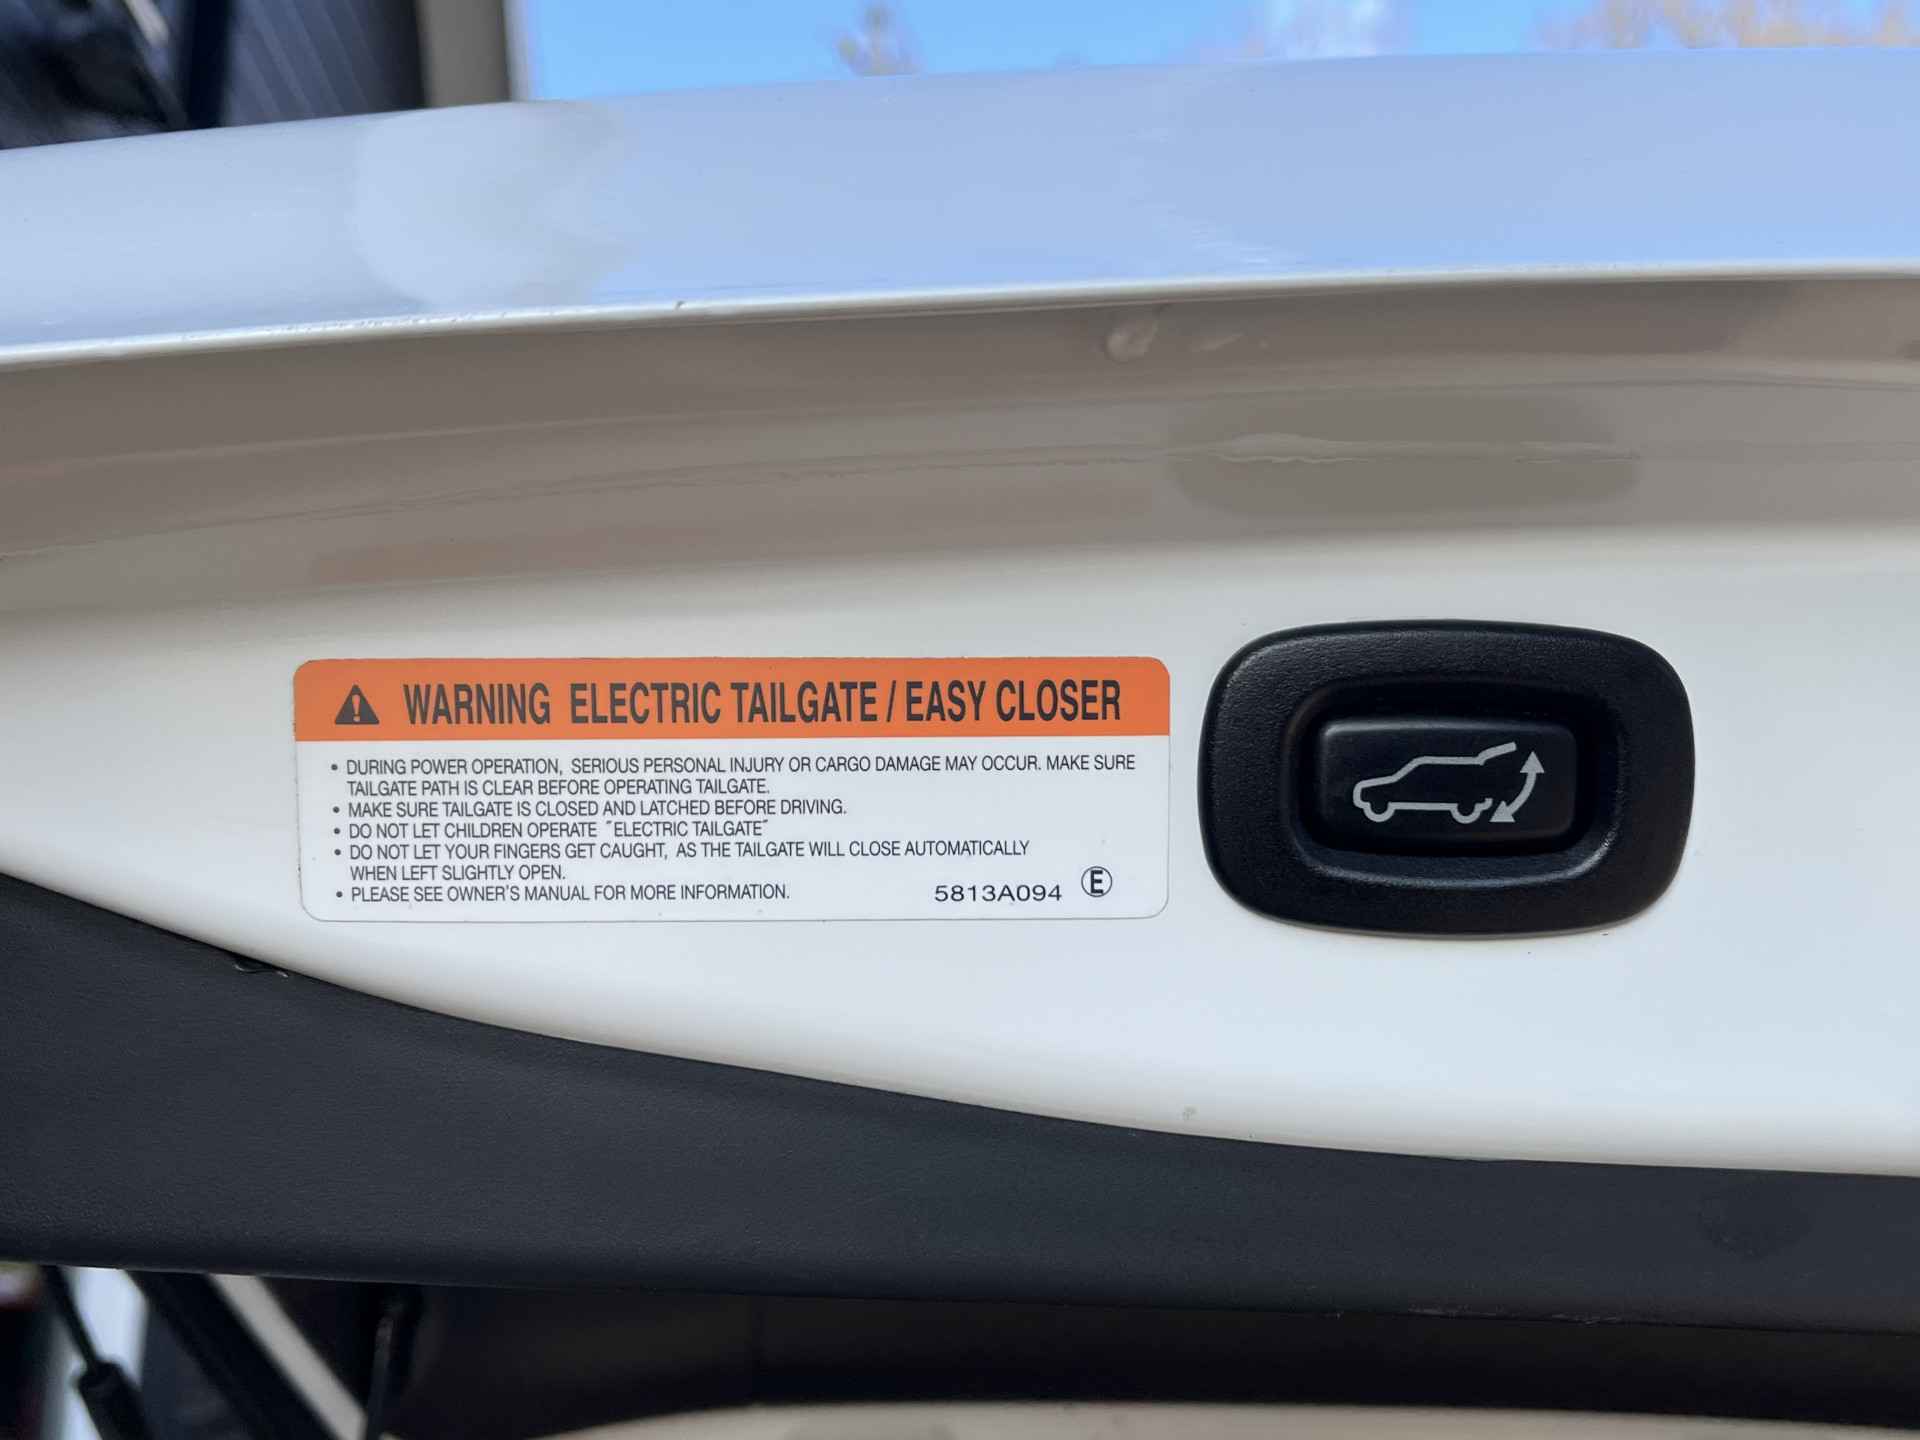 WARNING ELECTRIC TAILGATE / EASY CLOSER
• DURING POWER OPERATION, SERIOUS PERSONAL INJURY OR CARGO DAMAGE MAY OCCUR. MAKE SURE
TAILGATE PATH IS CLEAR BEFORE OPERATING TAILGATE.
• MAKE SURE TAILGATE IS CLOSED AND LATCHED BEFORE DRIVING.
• DO NOT LET CHILDREN OPERATE ˝ELECTRIC TAILGATE˝
• DO NOT LET YOUR FINGERS GET CAUGHT, AS THE TAILGATE WILL CLOSE AUTOMATICALLY
WHEN LEFT SLIGHTLY OPEN.
• PLEASE SEE OWNER'S MANUAL FOR MORE INFORMATION.
5813A094 Ⓔ